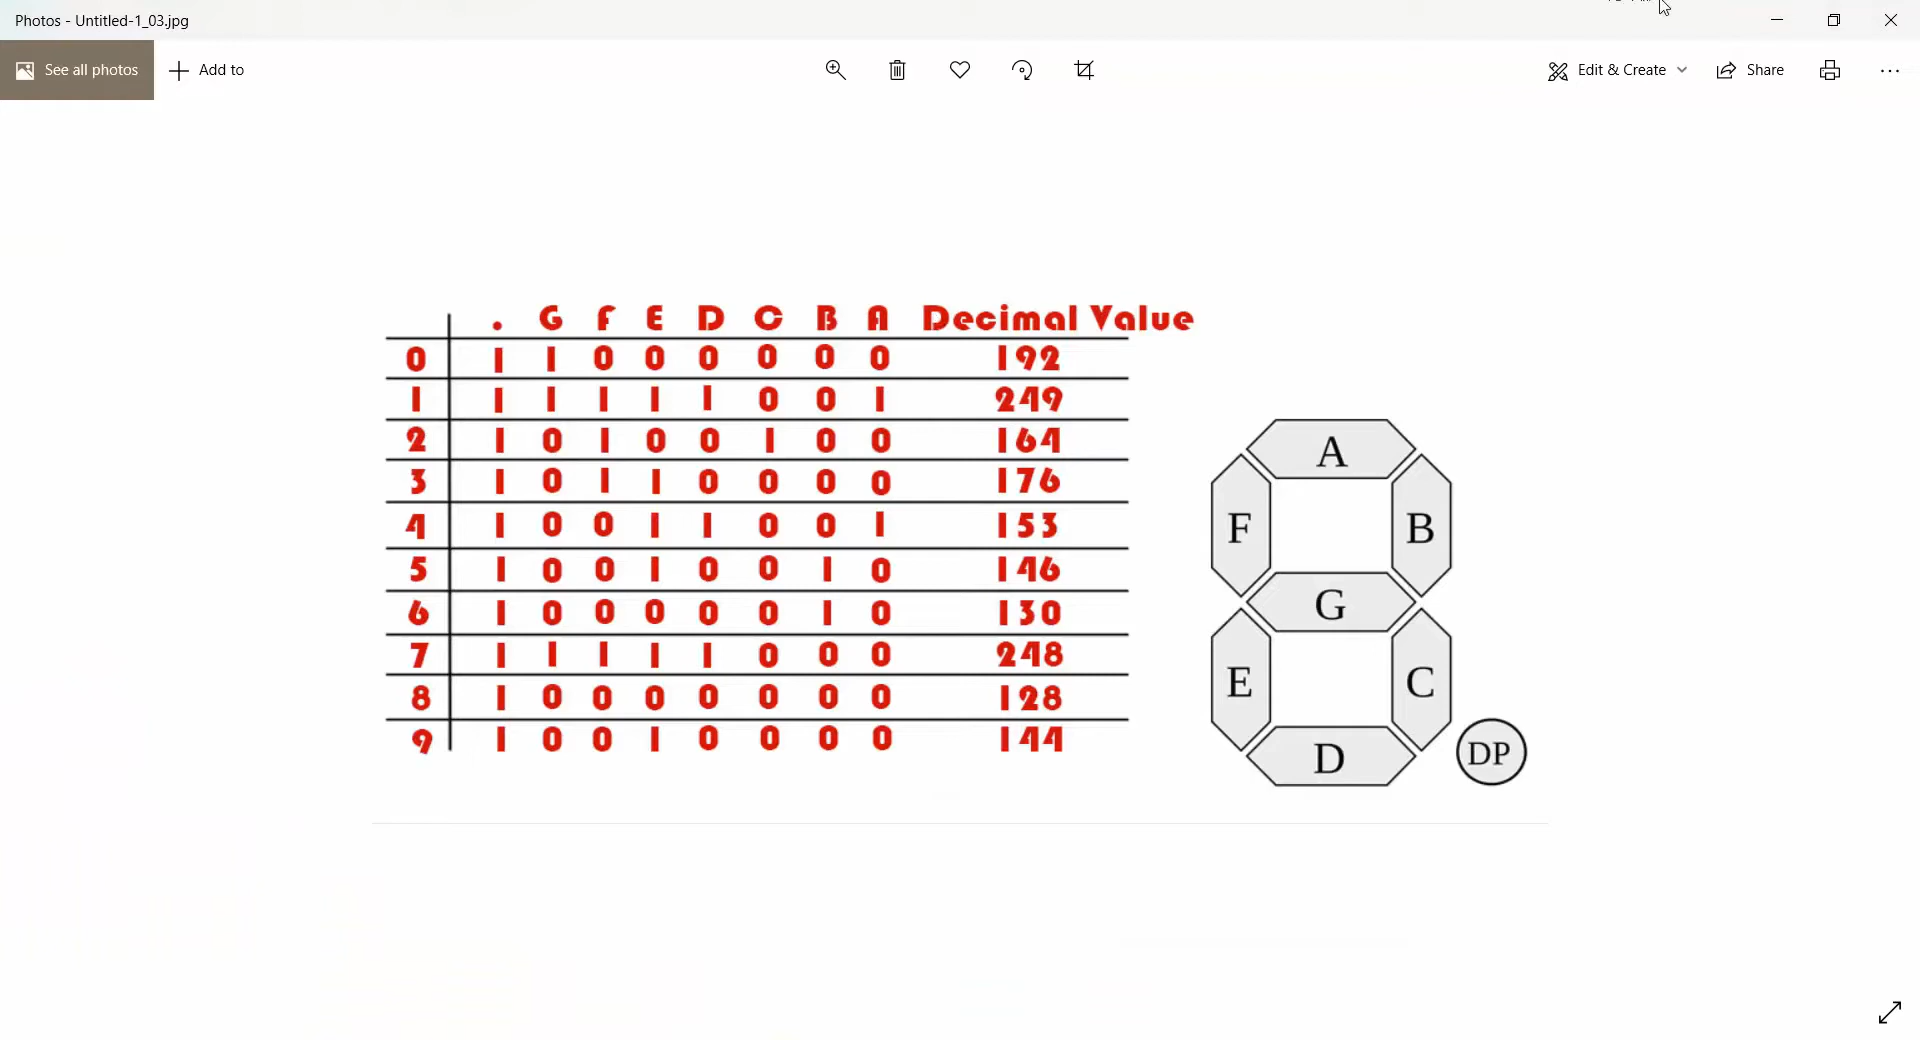 Photos - Untitled-1_03.jpg
See all photos Add to Edit & Create Share
. G F E D C B A Decimal Value
0 1 1 0 0 0 0 0 0 192
1 1 1 1 1 1 0 0 1 249
2 1 0 1 0 0 1 0 0 164
3 1 0 1 1 0 0 0 0 176
4 1 0 0 1 1 0 0 1 153
5 1 0 0 1 0 0 1 0 146
6 1 0 0 0 0 0 1 0 130
7 1 1 1 1 1 0 0 0 248
8 1 0 0 0 0 0 0 0 128
9 1 0 0 1 0 0 0 0 144
A
F B
G
E C
D DP